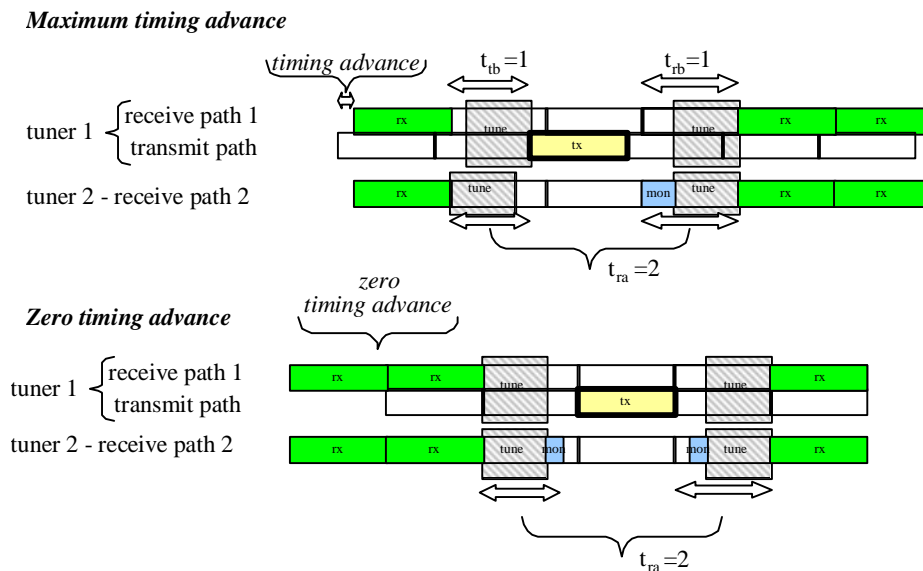 Maximum timing advance
timing advance
t_tb =1
t_rb =1
tuner 1
receive path 1
transmit path
rx
tune
tune
rx
rx
tx
tuner 2 - receive path 2
rx
tune
mon
tune
rx
rx
t_ra =2
zero
timing advance
Zero timing advance
tuner 1
receive path 1
transmit path
rx
rx
tune
tune
rx
tx
tuner 2 - receive path 2
rx
rx
tune
mon
mon
tune
rx
t_ra =2